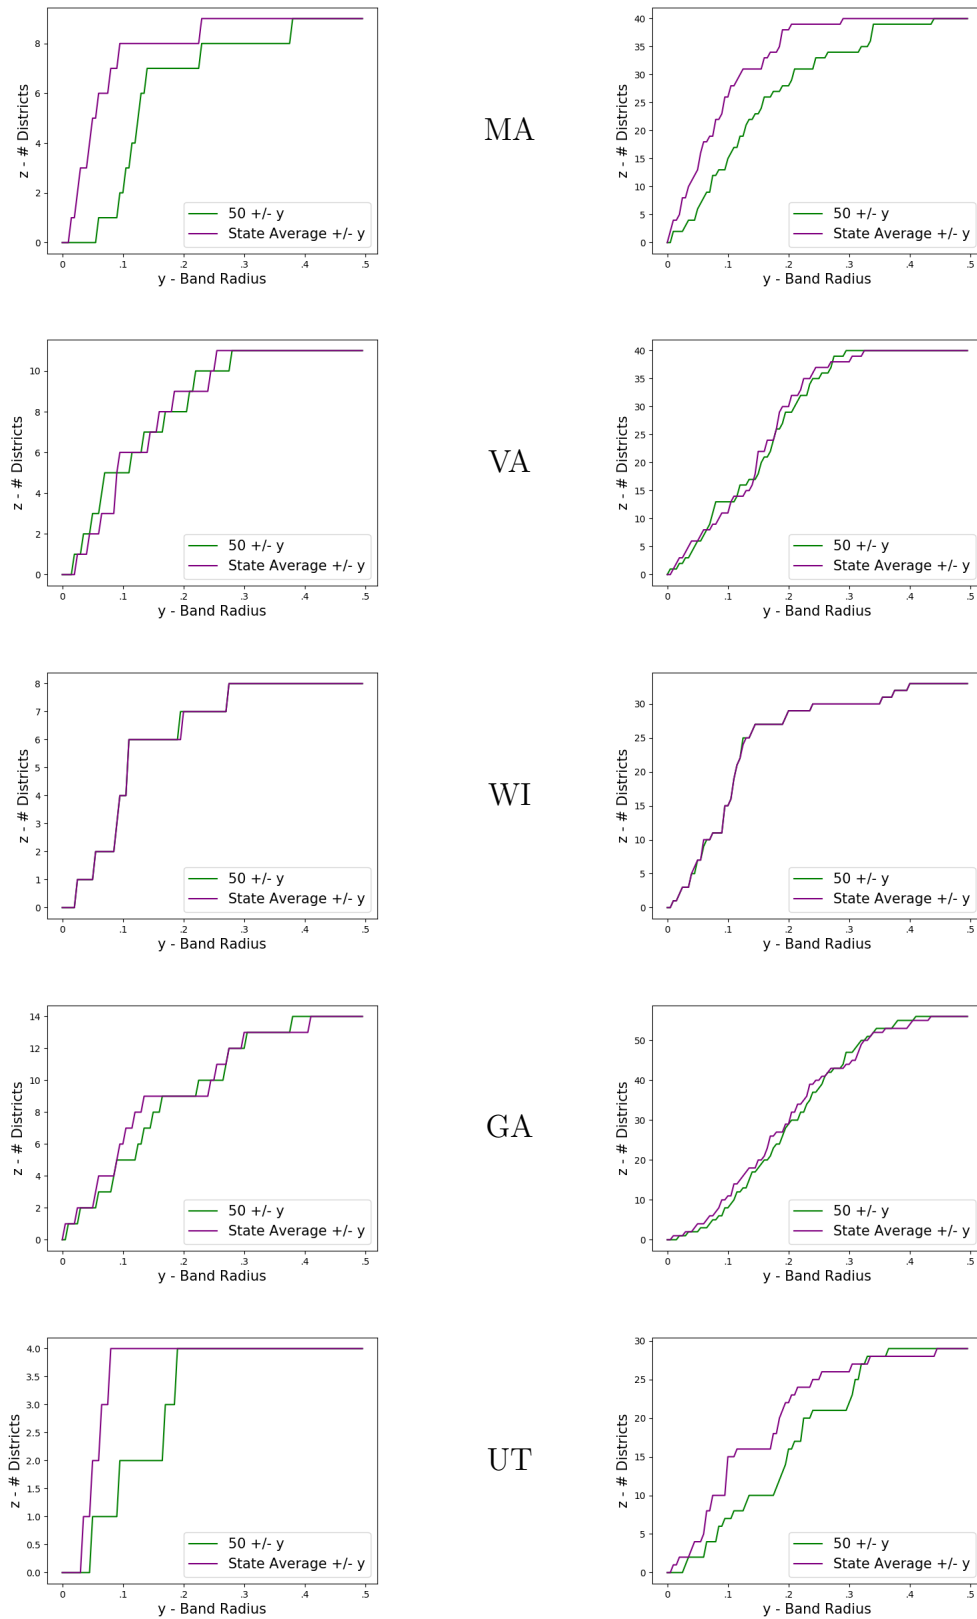 z - # Districts
8
6
4
2
0
50 +/- y
State Average +/- y
0 .1 .2 .3 .4 .5
y - Band Radius
MA
z - # Districts
40
35
30
25
20
15
10
5
0
50 +/- y
State Average +/- y
0 .1 .2 .3 .4 .5
y - Band Radius
z - # Districts
10
8
6
4
2
0
50 +/- y
State Average +/- y
0 .1 .2 .3 .4 .5
y - Band Radius
VA
z - # Districts
40
35
30
25
20
15
10
5
0
50 +/- y
State Average +/- y
0 .1 .2 .3 .4 .5
y - Band Radius
z - # Districts
8
7
6
5
4
3
2
1
0
50 +/- y
State Average +/- y
0 .1 .2 .3 .4 .5
y - Band Radius
WI
z - # Districts
30
25
20
15
10
5
0
50 +/- y
State Average +/- y
0 .1 .2 .3 .4 .5
y - Band Radius
z - # Districts
14
12
10
8
6
4
2
0
50 +/- y
State Average +/- y
0 .1 .2 .3 .4 .5
y - Band Radius
GA
z - # Districts
50
40
30
20
10
0
50 +/- y
State Average +/- y
0 .1 .2 .3 .4 .5
y - Band Radius
z - # Districts
4.0
3.5
3.0
2.5
2.0
1.5
1.0
0.5
0.0
50 +/- y
State Average +/- y
0 .1 .2 .3 .4 .5
y - Band Radius
UT
z - # Districts
30
25
20
15
10
5
0
50 +/- y
State Average +/- y
0 .1 .2 .3 .4 .5
y - Band Radius